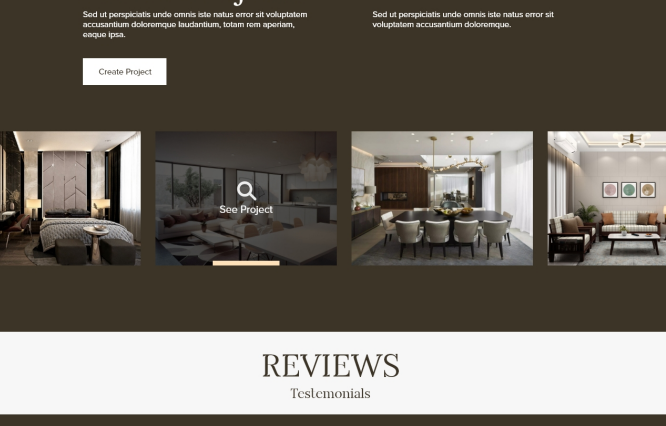 Sed ut perspiciatis unde omnis iste natus error sit voluptatem
accusantium doloremque laudantium, totam rem aperiam,
eaque ipsa.
Sed ut perspiciatis unde omnis iste natus error sit
voluptatem accusantium doloremque.
Create Project
See Project
REVIEWS
Testemonials